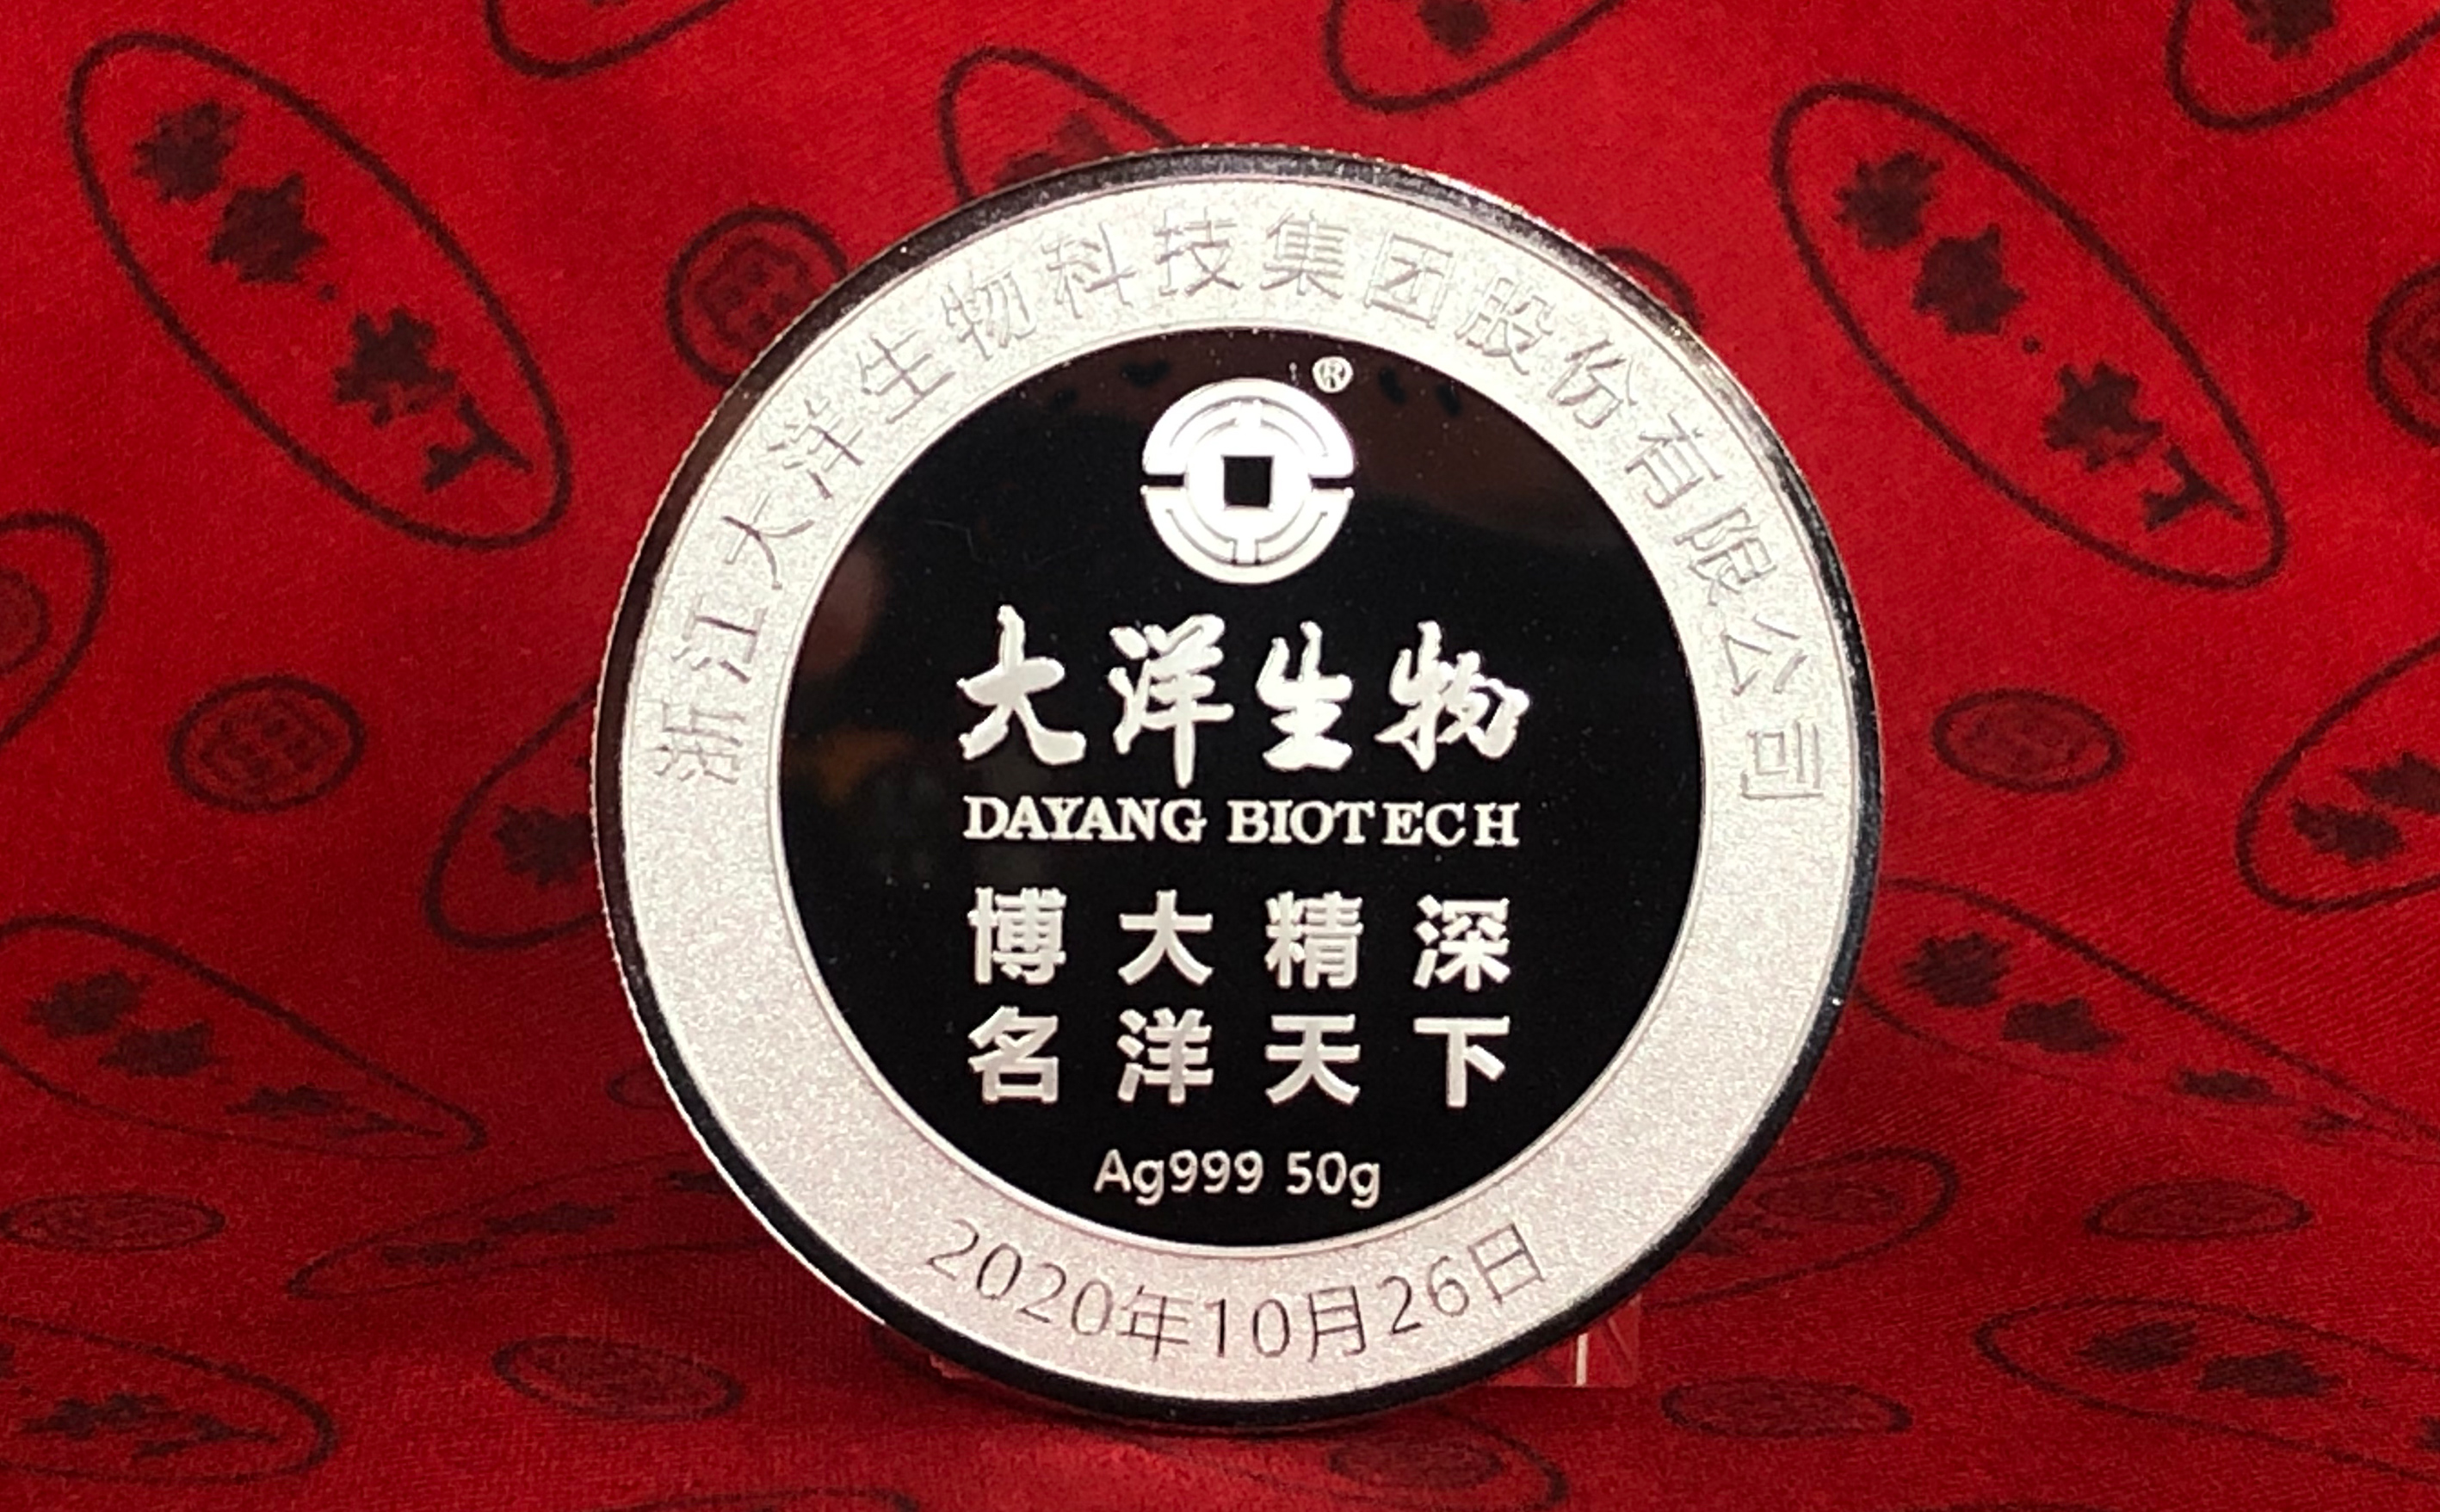 浙江大洋生物科技集团股份有限公司
®
大洋生物
DAYANG BIOTECH
博大精深
名洋天下
Ag999 50g
2020年10月26日